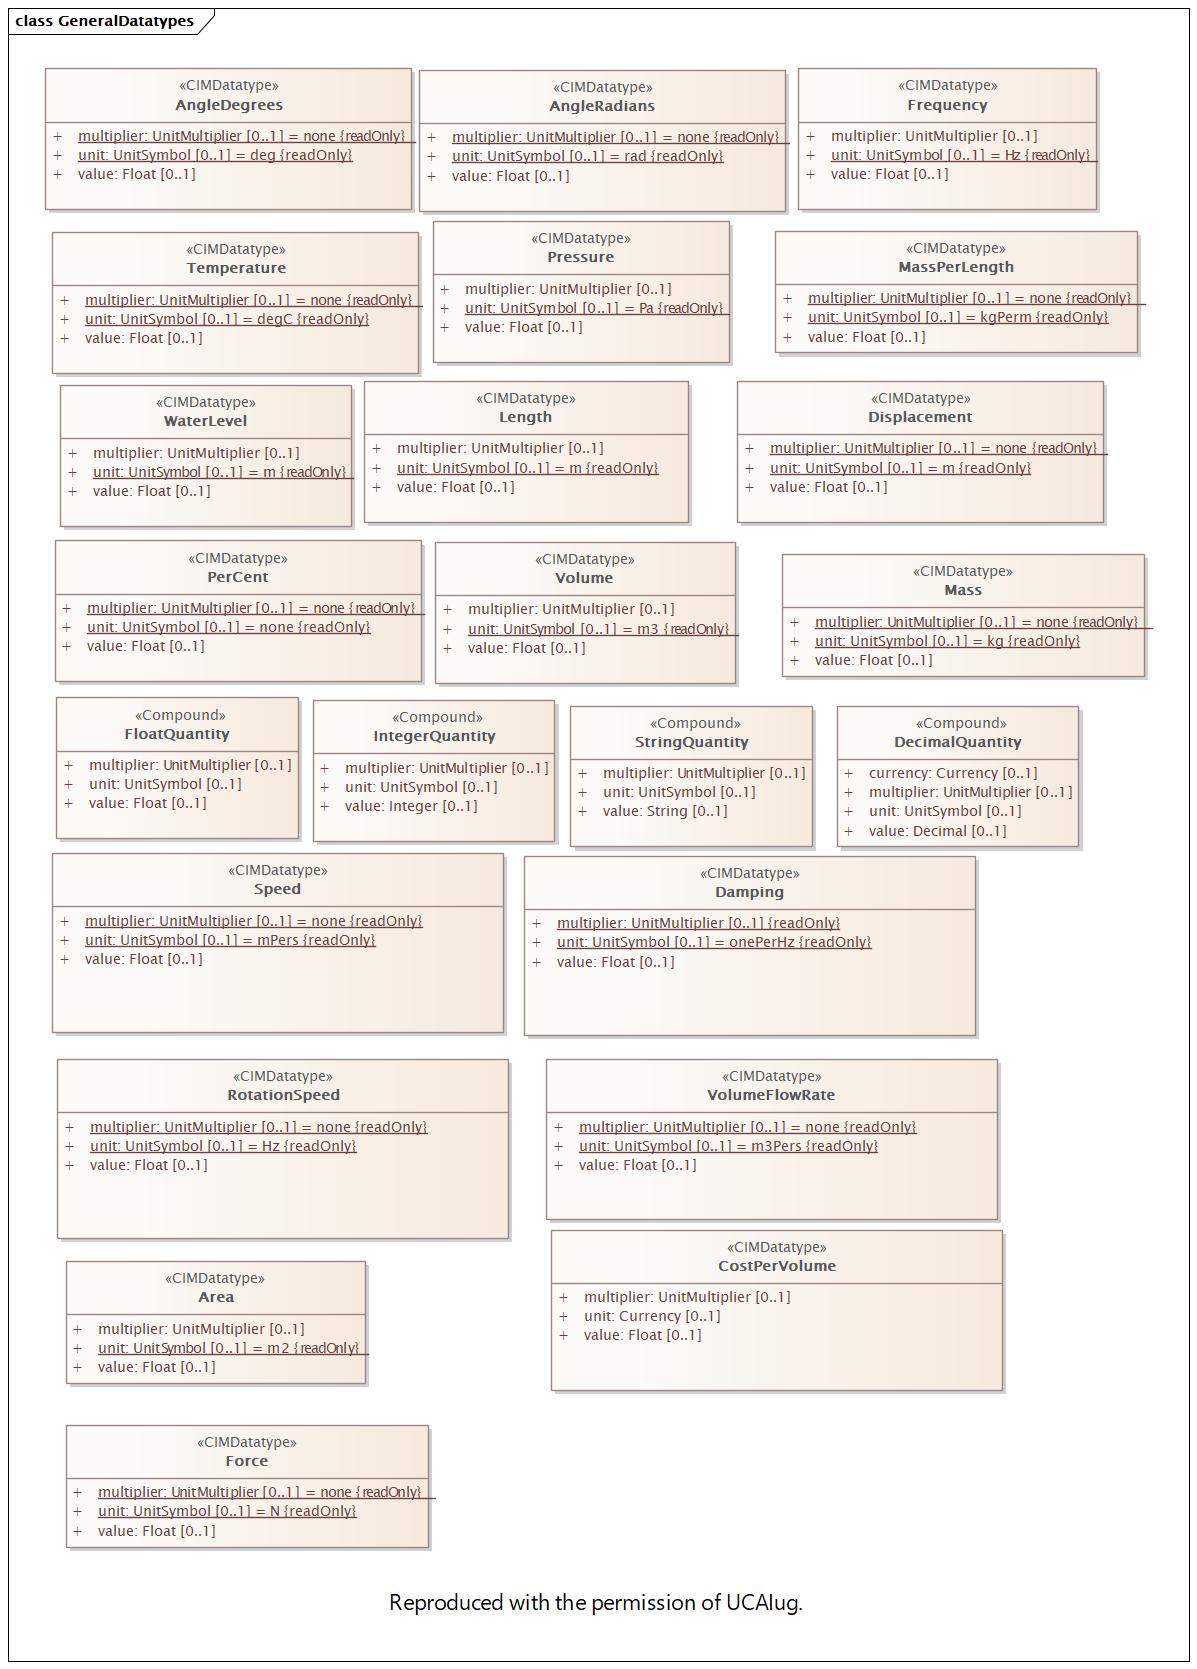 class GeneralDatatypes
«CIMDatatype»
AngleDegrees
+ multiplier: UnitMultiplier [0..1] = none {readOnly}
+ unit: UnitSymbol [0..1] = deg {readOnly}
+ value: Float [0..1]
«CIMDatatype»
AngleRadians
+ multiplier: UnitMultiplier [0..1] = none {readOnly}
+ unit: UnitSymbol [0..1] = rad {readOnly}
+ value: Float [0..1]
«CIMDatatype»
Frequency
+ multiplier: UnitMultiplier [0..1]
+ unit: UnitSymbol [0..1] = Hz {readOnly}
+ value: Float [0..1]
«CIMDatatype»
Temperature
+ multiplier: UnitMultiplier [0..1] = none {readOnly}
+ unit: UnitSymbol [0..1] = degC {readOnly}
+ value: Float [0..1]
«CIMDatatype»
Pressure
+ multiplier: UnitMultiplier [0..1]
+ unit: UnitSymbol [0..1] = Pa {readOnly}
+ value: Float [0..1]
«CIMDatatype»
MassPerLength
+ multiplier: UnitMultiplier [0..1] = none {readOnly}
+ unit: UnitSymbol [0..1] = kgPerm {readOnly}
+ value: Float [0..1]
«CIMDatatype»
WaterLevel
+ multiplier: UnitMultiplier [0..1]
+ unit: UnitSymbol [0..1] = m {readOnly}
+ value: Float [0..1]
«CIMDatatype»
Length
+ multiplier: UnitMultiplier [0..1]
+ unit: UnitSymbol [0..1] = m {readOnly}
+ value: Float [0..1]
«CIMDatatype»
Displacement
+ multiplier: UnitMultiplier [0..1] = none {readOnly}
+ unit: UnitSymbol [0..1] = m {readOnly}
+ value: Float [0..1]
«CIMDatatype»
PerCent
+ multiplier: UnitMultiplier [0..1] = none {readOnly}
+ unit: UnitSymbol [0..1] = none {readOnly}
+ value: Float [0..1]
«CIMDatatype»
Volume
+ multiplier: UnitMultiplier [0..1]
+ unit: UnitSymbol [0..1] = m3 {readOnly}
+ value: Float [0..1]
«CIMDatatype»
Mass
+ multiplier: UnitMultiplier [0..1] = none {readOnly}
+ unit: UnitSymbol [0..1] = kg {readOnly}
+ value: Float [0..1]
«Compound»
FloatQuantity
+ multiplier: UnitMultiplier [0..1]
+ unit: UnitSymbol [0..1]
+ value: Float [0..1]
«Compound»
IntegerQuantity
+ multiplier: UnitMultiplier [0..1]
+ unit: UnitSymbol [0..1]
+ value: Integer [0..1]
«Compound»
StringQuantity
+ multiplier: UnitMultiplier [0..1]
+ unit: UnitSymbol [0..1]
+ value: String [0..1]
«Compound»
DecimalQuantity
+ currency: Currency [0..1]
+ multiplier: UnitMultiplier [0..1]
+ unit: UnitSymbol [0..1]
+ value: Decimal [0..1]
«CIMDatatype»
Speed
+ multiplier: UnitMultiplier [0..1] = none {readOnly}
+ unit: UnitSymbol [0..1] = mPers {readOnly}
+ value: Float [0..1]
«CIMDatatype»
Damping
+ multiplier: UnitMultiplier [0..1] {readOnly}
+ unit: UnitSymbol [0..1] = onePerHz {readOnly}
+ value: Float [0..1]
«CIMDatatype»
RotationSpeed
+ multiplier: UnitMultiplier [0..1] = none {readOnly}
+ unit: UnitSymbol [0..1] = Hz {readOnly}
+ value: Float [0..1]
«CIMDatatype»
VolumeFlowRate
+ multiplier: UnitMultiplier [0..1] = none {readOnly}
+ unit: UnitSymbol [0..1] = m3Pers {readOnly}
+ value: Float [0..1]
«CIMDatatype»
Area
+ multiplier: UnitMultiplier [0..1]
+ unit: UnitSymbol [0..1] = m2 {readOnly}
+ value: Float [0..1]
«CIMDatatype»
CostPerVolume
+ multiplier: UnitMultiplier [0..1]
+ unit: Currency [0..1]
+ value: Float [0..1]
«CIMDatatype»
Force
+ multiplier: UnitMultiplier [0..1] = none {readOnly}
+ unit: UnitSymbol [0..1] = N {readOnly}
+ value: Float [0..1]
Reproduced with the permission of UCAIug.